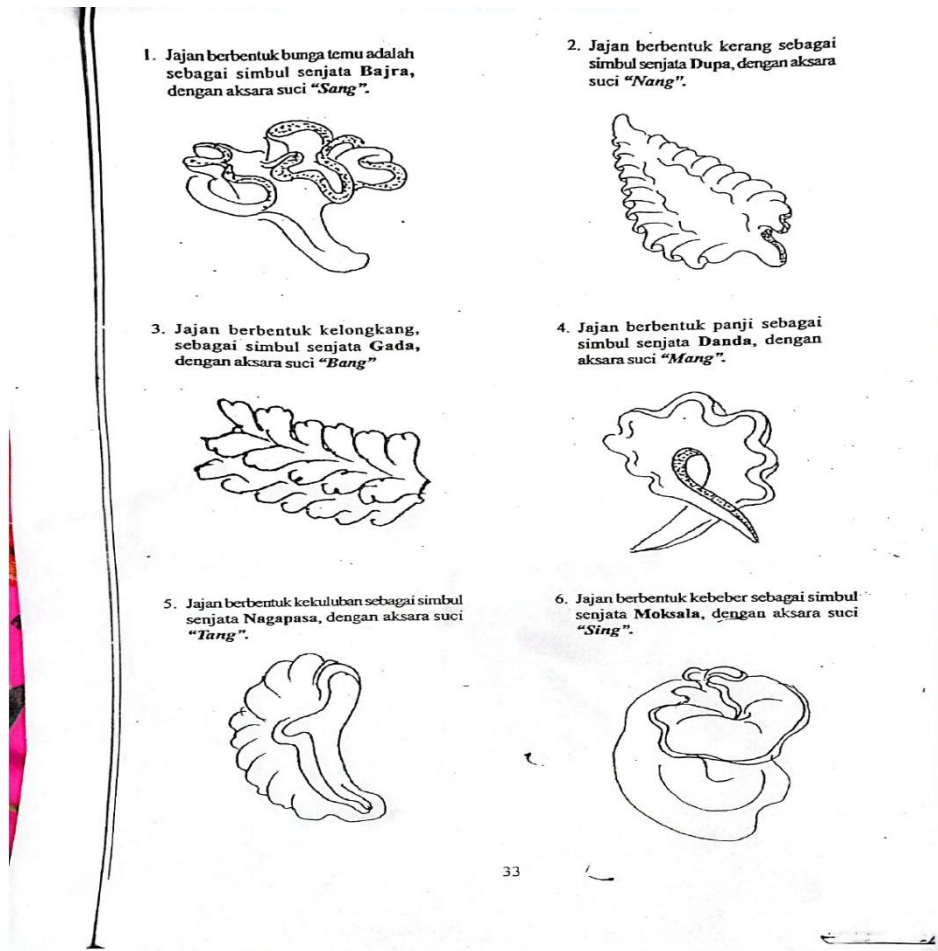 1. Jajan berbentuk bunga temu adalah
sebagai simbul senjata Bajra,
dengan aksara suci “Sang”.
2. Jajan berbentuk kerang sebagai
simbul senjata Dupa, dengan aksara
suci “Nang”.
3. Jajan berbentuk kelongkang,
sebagai simbul senjata Gada,
dengan aksara suci “Bang”
4. Jajan berbentuk panji sebagai
simbul senjata Danda, dengan
aksara suci “Mang”.
5. Jajan berbentuk kekuluban sebagai simbul
senjata Nagapasa, dengan aksara suci
“Tang”.
6. Jajan berbentuk kebeber sebagai simbul
senjata Moksala, dengan aksara suci
“Sing”.
33